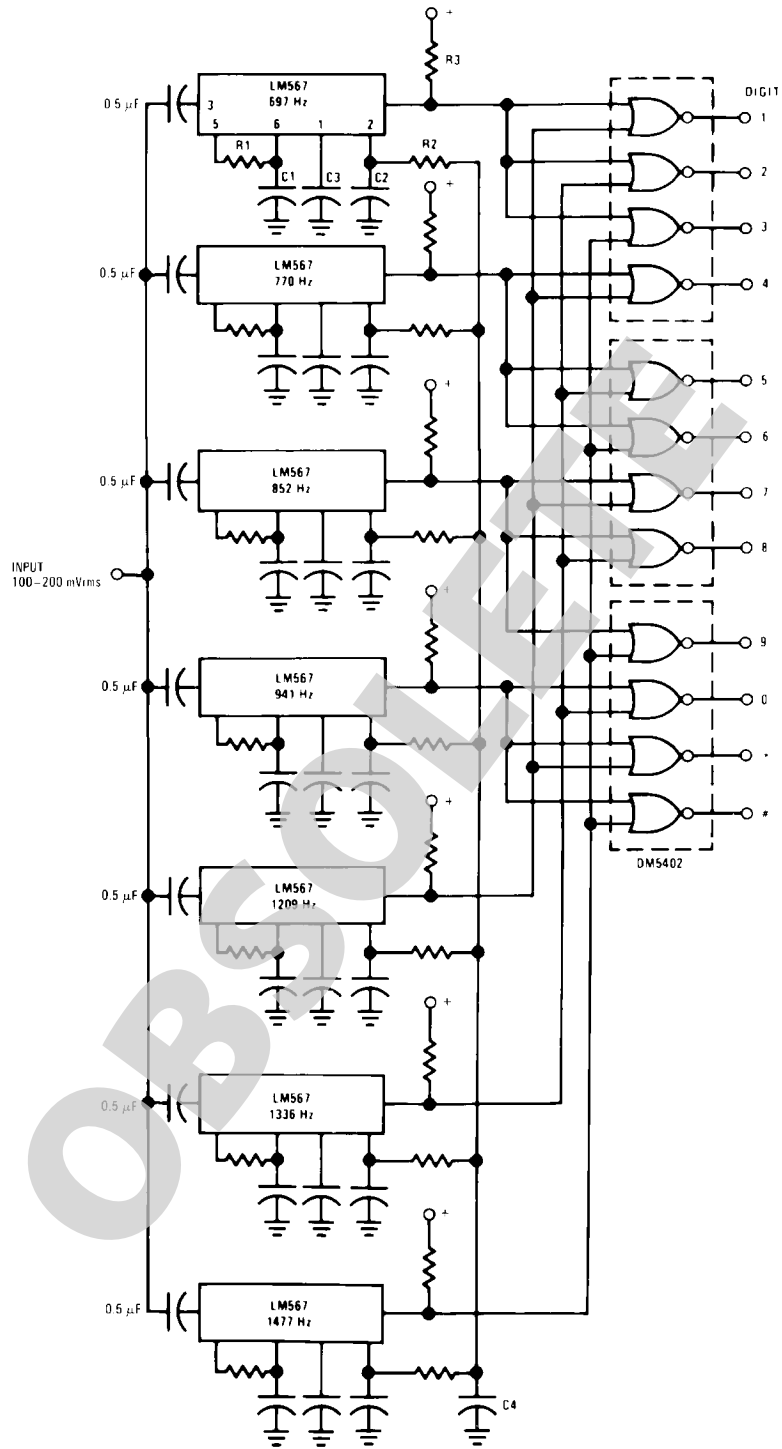 +
R3
DIGIT
LM567
697 Hz
0.5 μF
3
5
6
1
2
R1
R2
C1
C3
C2
1
2
3
4
+
LM567
770 Hz
0.5 μF
+
5
6
7
8
LM567
852 Hz
0.5 μF
INPUT
100–200 mVrms
+
LM567
941 Hz
0.5 μF
9
0
*
#
DM5402
+
LM567
1209 Hz
0.5 μF
+
LM567
1336 Hz
0.5 μF
+
LM567
1477 Hz
0.5 μF
C4
OBSOLETE